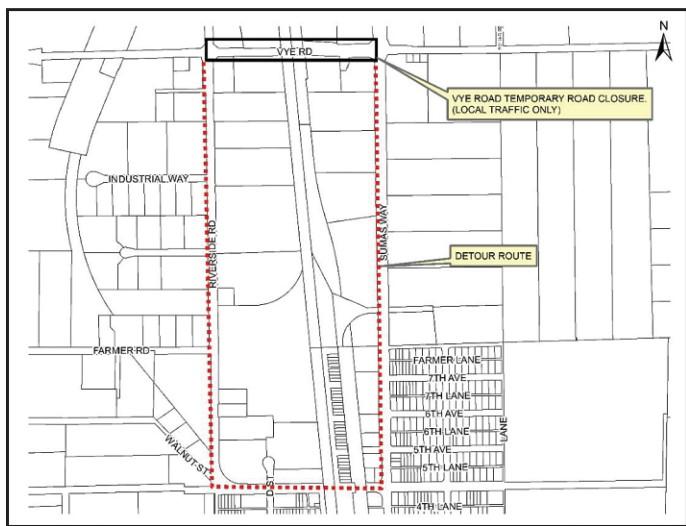 N
VYE RD
VYE ROAD TEMPORARY ROAD CLOSURE.
(LOCAL TRAFFIC ONLY)
INDUSTRIAL WAY
RIVERSIDE RD
SUMAS WAY
DETOUR ROUTE
FARMER RD
FARMER LANE
7TH AVE
7TH LANE
6TH AVE
6TH LANE
5TH AVE
5TH LANE
LANE
WALNUT ST
D ST
4TH LANE